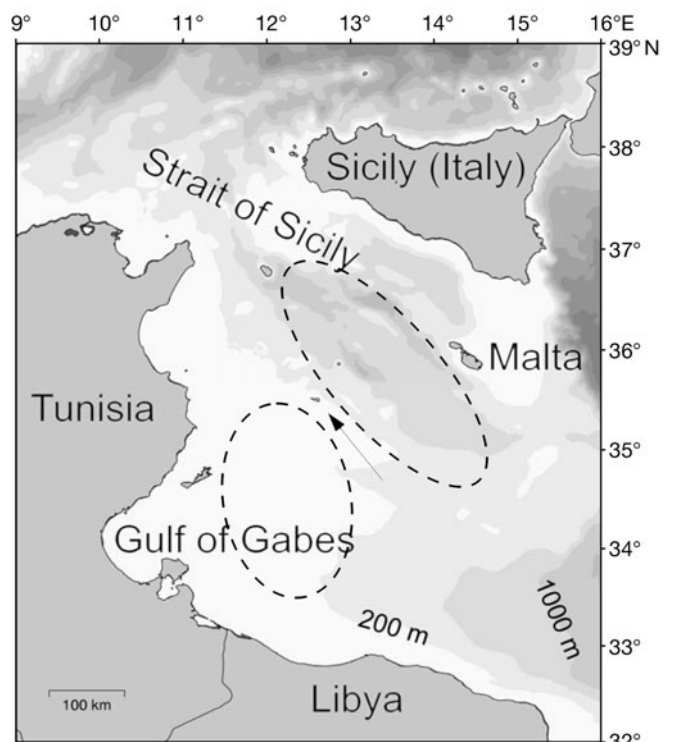 9° 10° 11° 12° 13° 14° 15° 16°E
39° N
38°
Sicily (Italy)
Strait of Sicily
37°
36°
Malta
Tunisia
35°
Gulf of Gabes
34°
1000 m
200 m
33°
100 km
Libya
32°